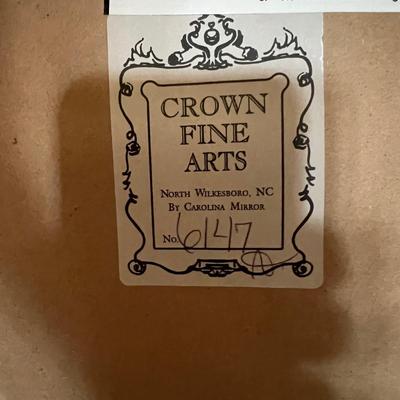 CROWN
FINE
ARTS
NORTH WILKESBORO, NC
BY CAROLINA MIRROR
No. 6147